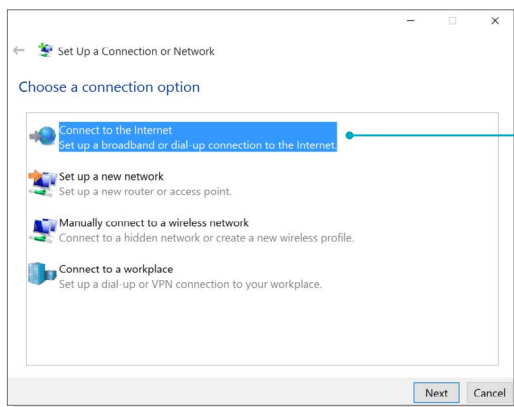 Set Up a Connection or Network
Choose a connection option
Connect to the Internet
Set up a broadband or dial-up connection to the Internet.
Set up a new network
Set up a new router or access point.
Manually connect to a wireless network
Connect to a hidden network or create a new wireless profile.
Connect to a workplace
Set up a dial-up or VPN connection to your workplace.
Next Cancel